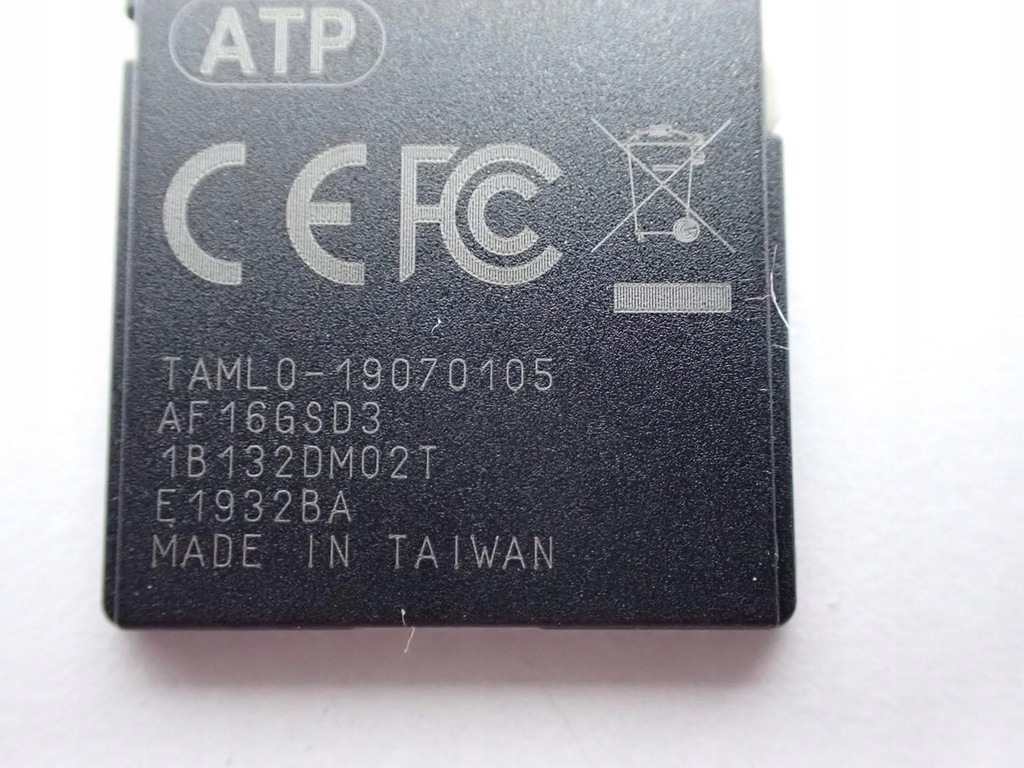 ATP
CE FC
TAML0-19070105
AF16GSD3
1B132DM02T
E1932BA
MADE IN TAIWAN